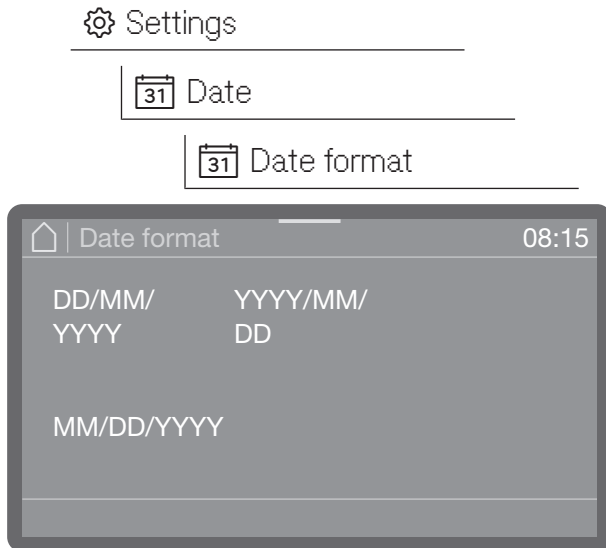 Settings
31 Date
31 Date format
Date format 08:15
DD/MM/ YYYY/MM/
YYYY DD
MM/DD/YYYY